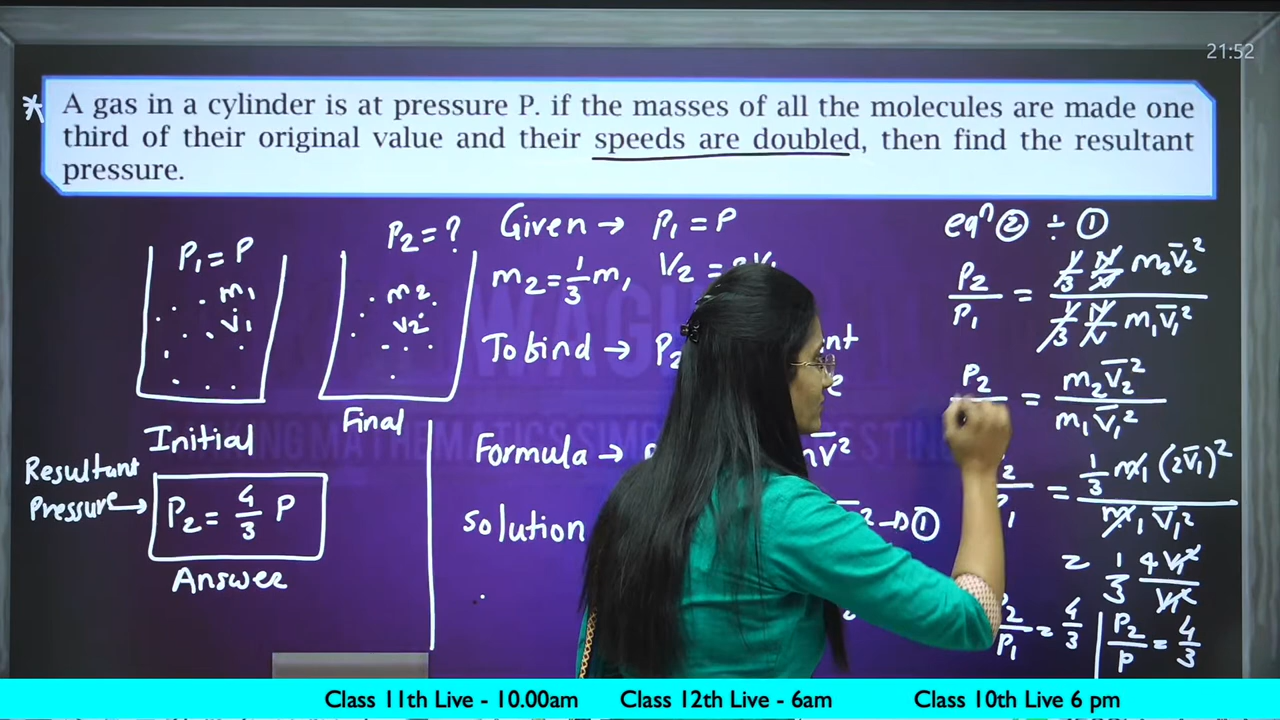 21:52
* A gas in a cylinder is at pressure P. if the masses of all the molecules are made one
third of their original value and their speeds are doubled, then find the resultant
pressure.
P₁ = P
m₁
v₁
Initial
P₂ = ?
m₂
v₂
Final
Resultant
Pressure →
P₂ = 4/3 P
Answer
Given → P₁ = P
m₂ = 1/3 m₁
To find → P₂
Formula →
Solution
→ ①
eqⁿ ② ÷ ①
P₂/P₁ = 1/3 N/V m₂ v̄₂² / 1/3 N/V m₁ v̄₁²
= m₂ v̄₂² / m₁ v̄₁²
= 1/3 m₁ (2v̄₁)² / m₁ v̄₁²
= 1/3 4v₁² / v₁²
P₂/P₁ = 4/3 | P₂/P = 4/3
Class 11th Live - 10.00am Class 12th Live - 6am Class 10th Live 6 pm